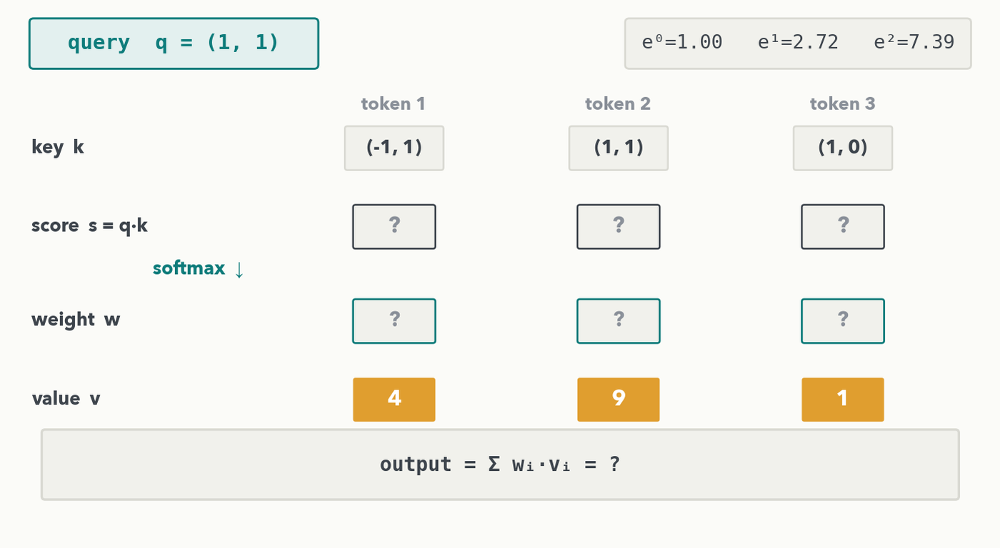 query  q = (1, 1)
e⁰=1.00   e¹=2.72   e²=7.39
token 1   token 2   token 3
key  k   (-1, 1)   (1, 1)   (1, 0)
score  s = q·k   ?   ?   ?
softmax ↓
weight  w   ?   ?   ?
value  v   4   9   1
output = Σ wᵢ·vᵢ = ?